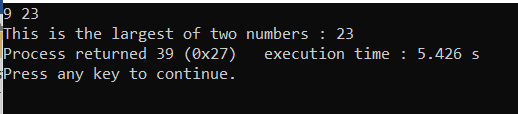 9 23
This is the largest of two numbers : 23
Process returned 39 (0x27)   execution time : 5.426 s
Press any key to continue.